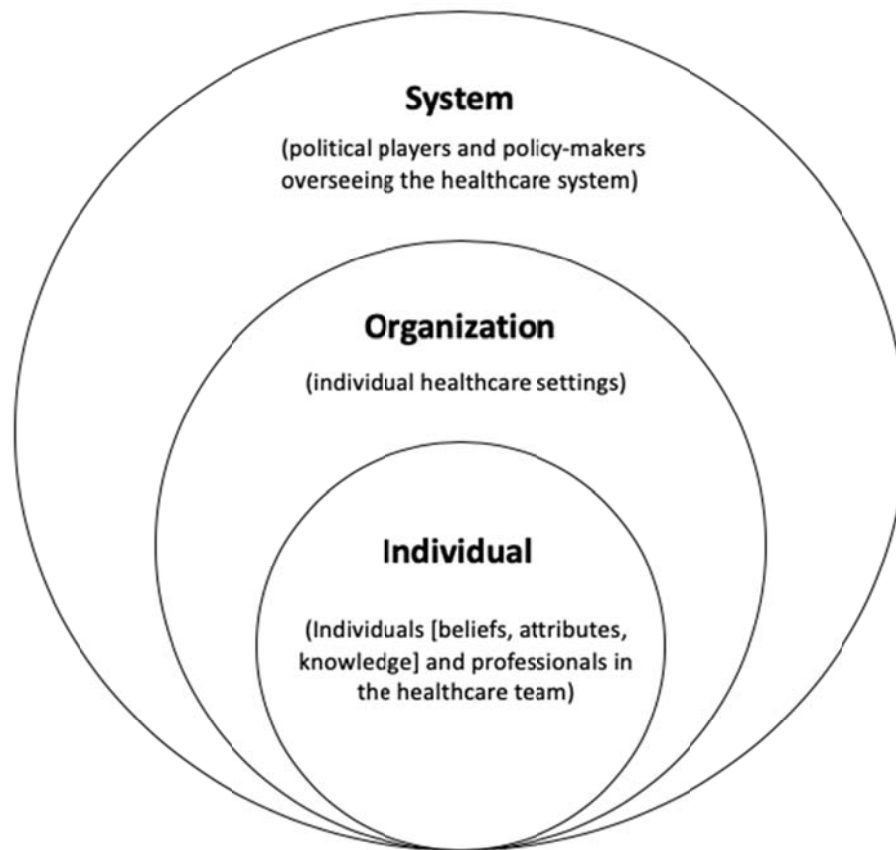 System
(political players and policy-makers
overseeing the healthcare system)
Organization
(individual healthcare settings)
Individual
(Individuals [beliefs, attributes,
knowledge] and professionals in
the healthcare team)